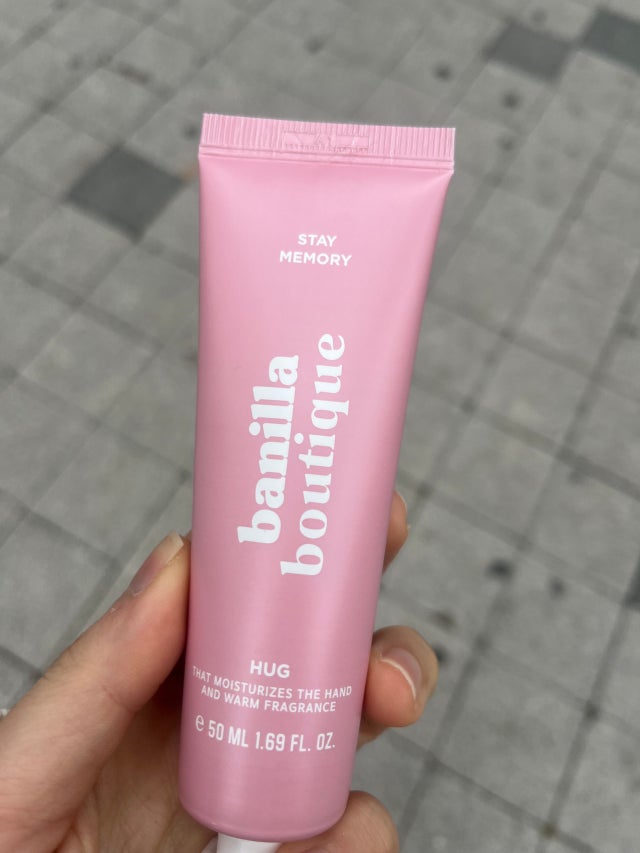 STAY
MEMORY
banilla
boutique
HUG
THAT MOISTURIZES THE HAND
AND WARM FRAGRANCE
℮ 50 ML 1.69 FL. OZ.